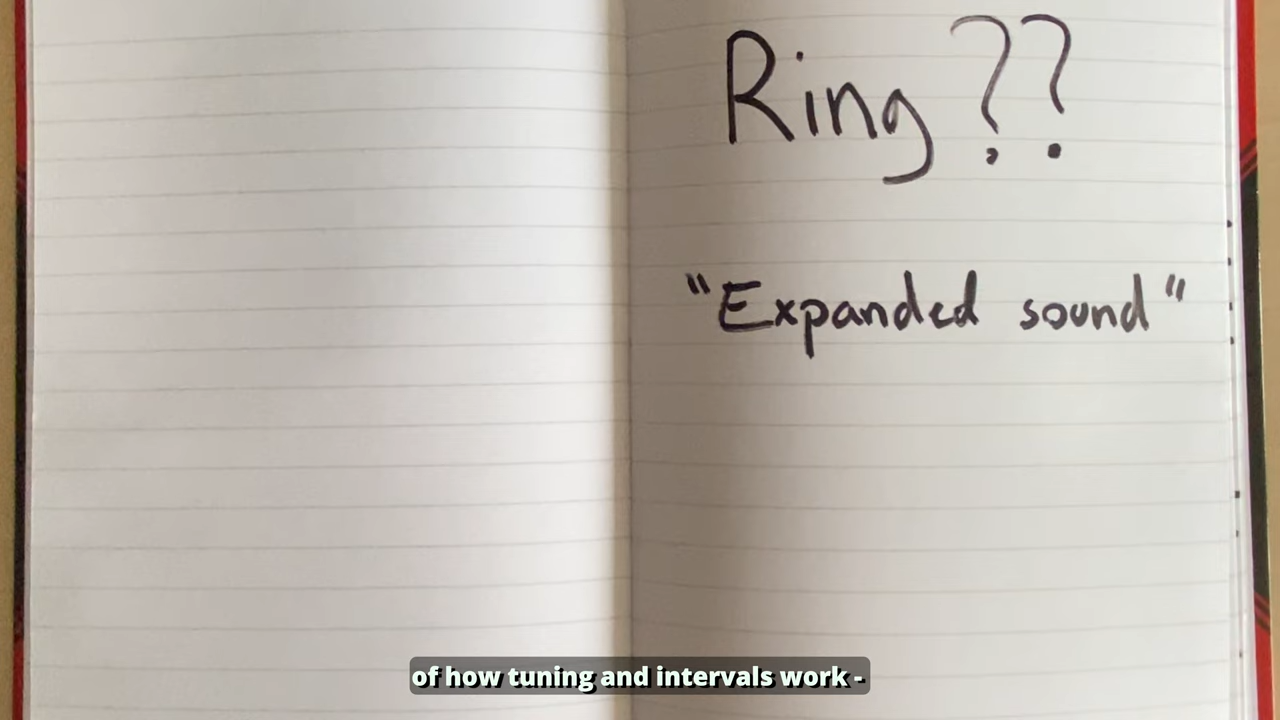 Ring ??
"Expanded sound"
of how tuning and intervals work -